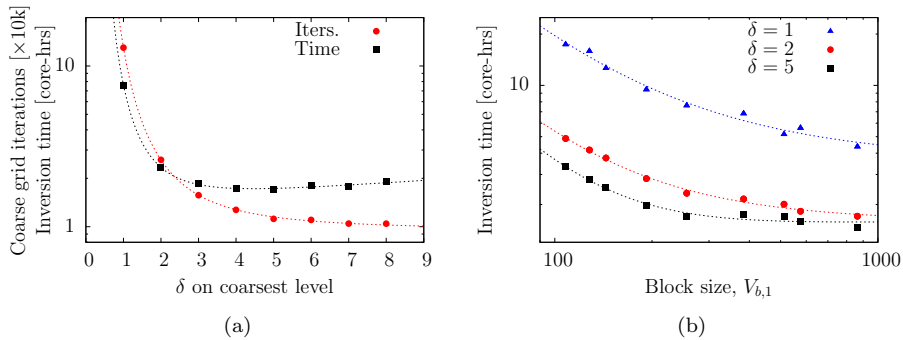 Coarse grid iterations [×10k]
Inversion time [core-hrs]
10
1
0 1 2 3 4 5 6 7 8 9
δ on coarsest level
Iters.
Time
(a)
Inversion time [core-hrs]
10
100 1000
Block size, V_{b,1}
δ = 1
δ = 2
δ = 5
(b)